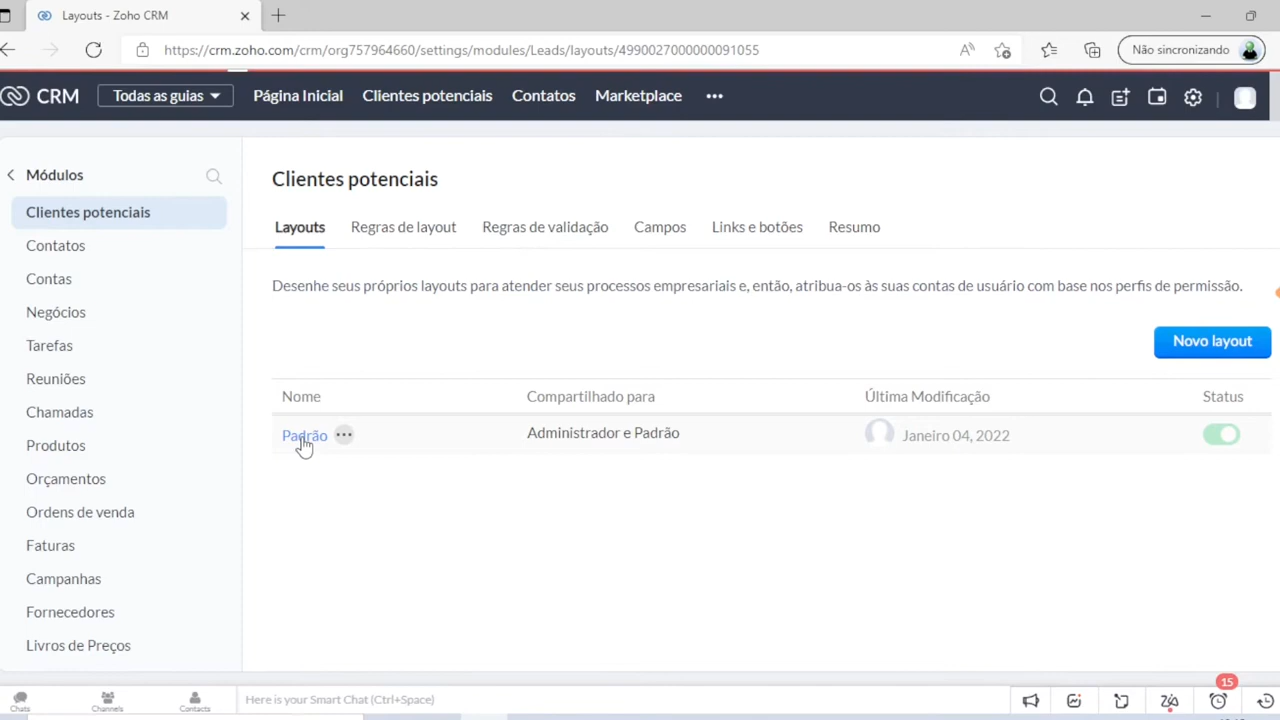 Layouts - Zoho CRM
https://crm.zoho.com/crm/org757964660/settings/modules/Leads/layouts/4990027000000091055
Não sincronizando
CRM
Todas as guias
Página Inicial
Clientes potenciais
Contatos
Marketplace
Módulos
Clientes potenciais
Contatos
Contas
Negócios
Tarefas
Reuniões
Chamadas
Produtos
Orçamentos
Ordens de venda
Faturas
Campanhas
Fornecedores
Livros de Preços
Clientes potenciais
Layouts Regras de layout Regras de validação Campos Links e botões Resumo
Desenhe seus próprios layouts para atender seus processos empresariais e, então, atribua-os às suas contas de usuário com base nos perfis de permissão.
Novo layout
Nome Compartilhado para Última Modificação Status
Padrão Administrador e Padrão Janeiro 04, 2022
Chats Channels Contacts
Here is your Smart Chat (Ctrl+Space)
15